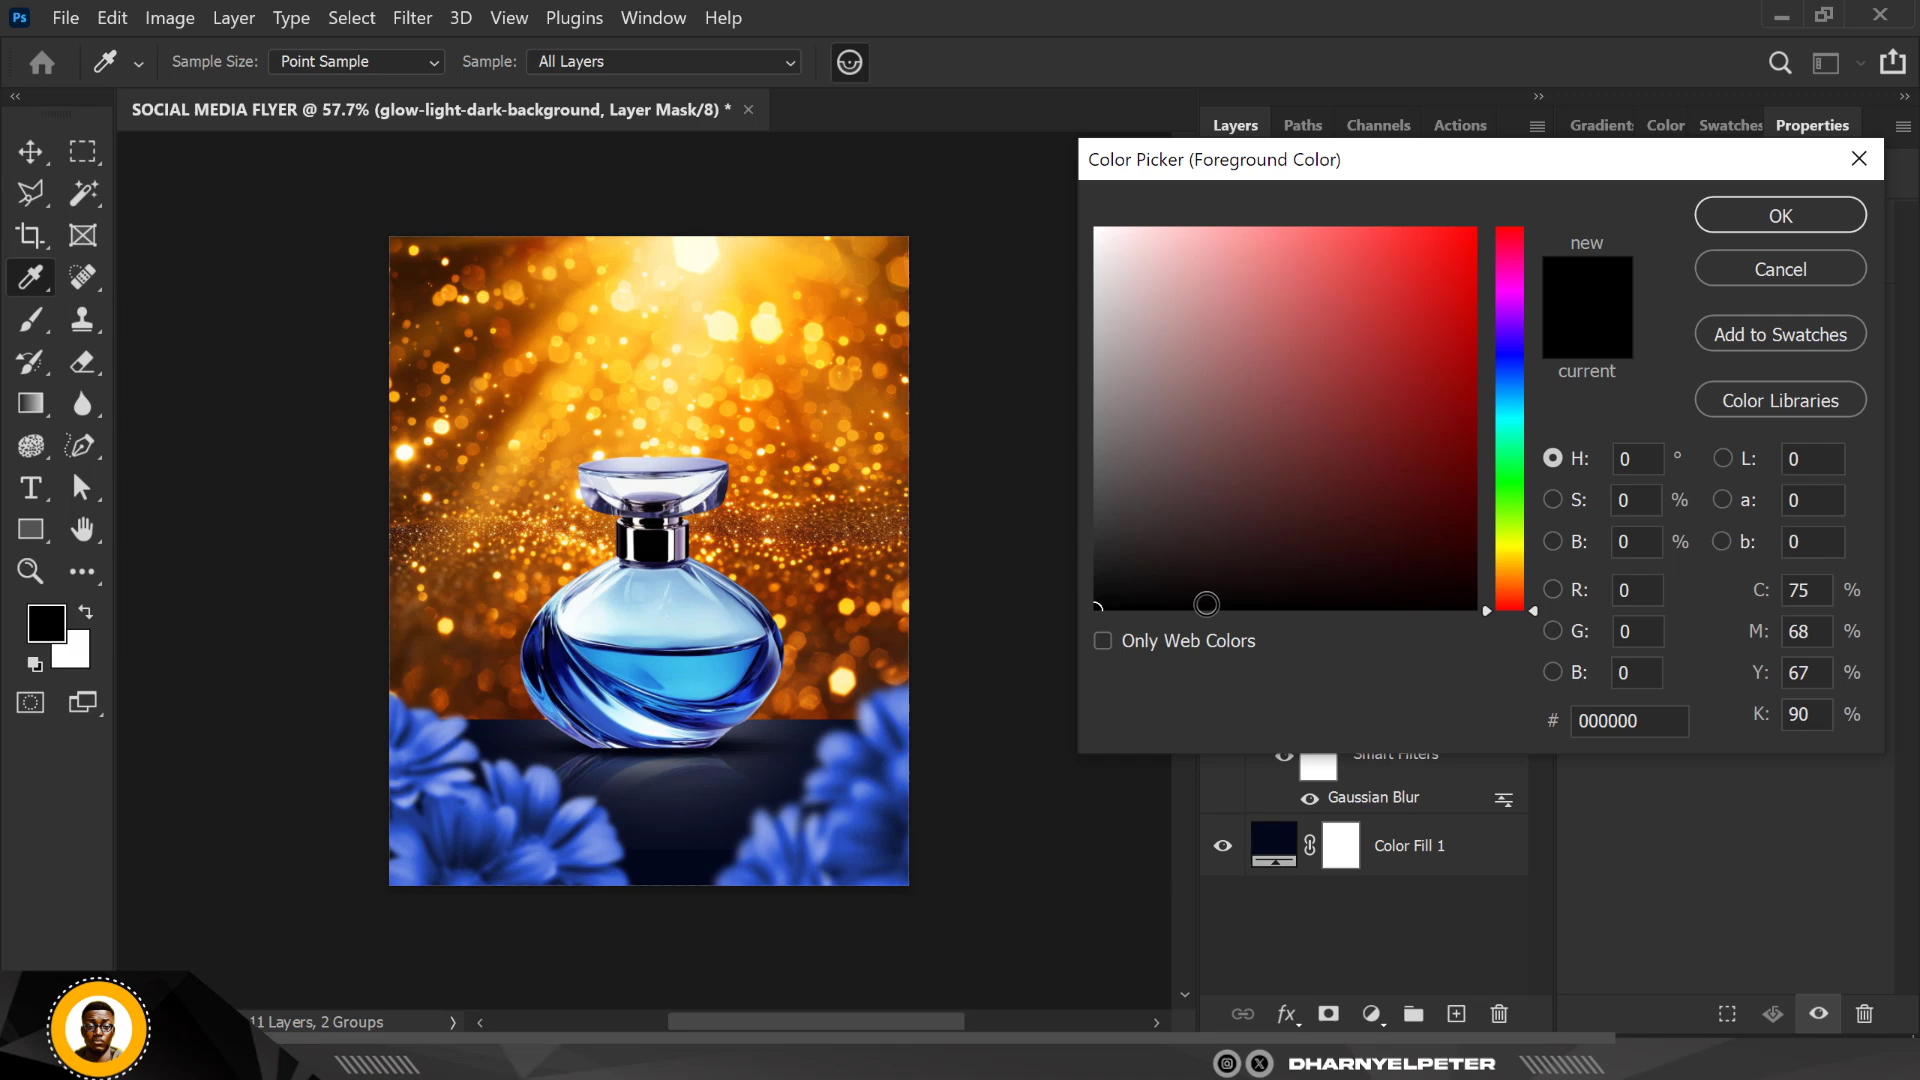 Ps File Edit Image Layer Type Select Filter 3D View Plugins Window Help
Sample Size: Point Sample Sample: All Layers
SOCIAL MEDIA FLYER @ 57.7% (glow-light-dark-background, Layer Mask/8) *
Layers Paths Channels Actions
Gradient Color Swatches Properties
Color Picker (Foreground Color)
OK
new
Cancel
Add to Swatches
current
Color Libraries
H: 0 ° L: 0
S: 0 % a: 0
B: 0 % b: 0
R: 0 C: 75 %
G: 0 M: 68 %
B: 0 Y: 67 %
# 000000 K: 90 %
Only Web Colors
Smart Filters
Gaussian Blur
Color Fill 1
fx
11 Layers, 2 Groups
DHARNYELPETER